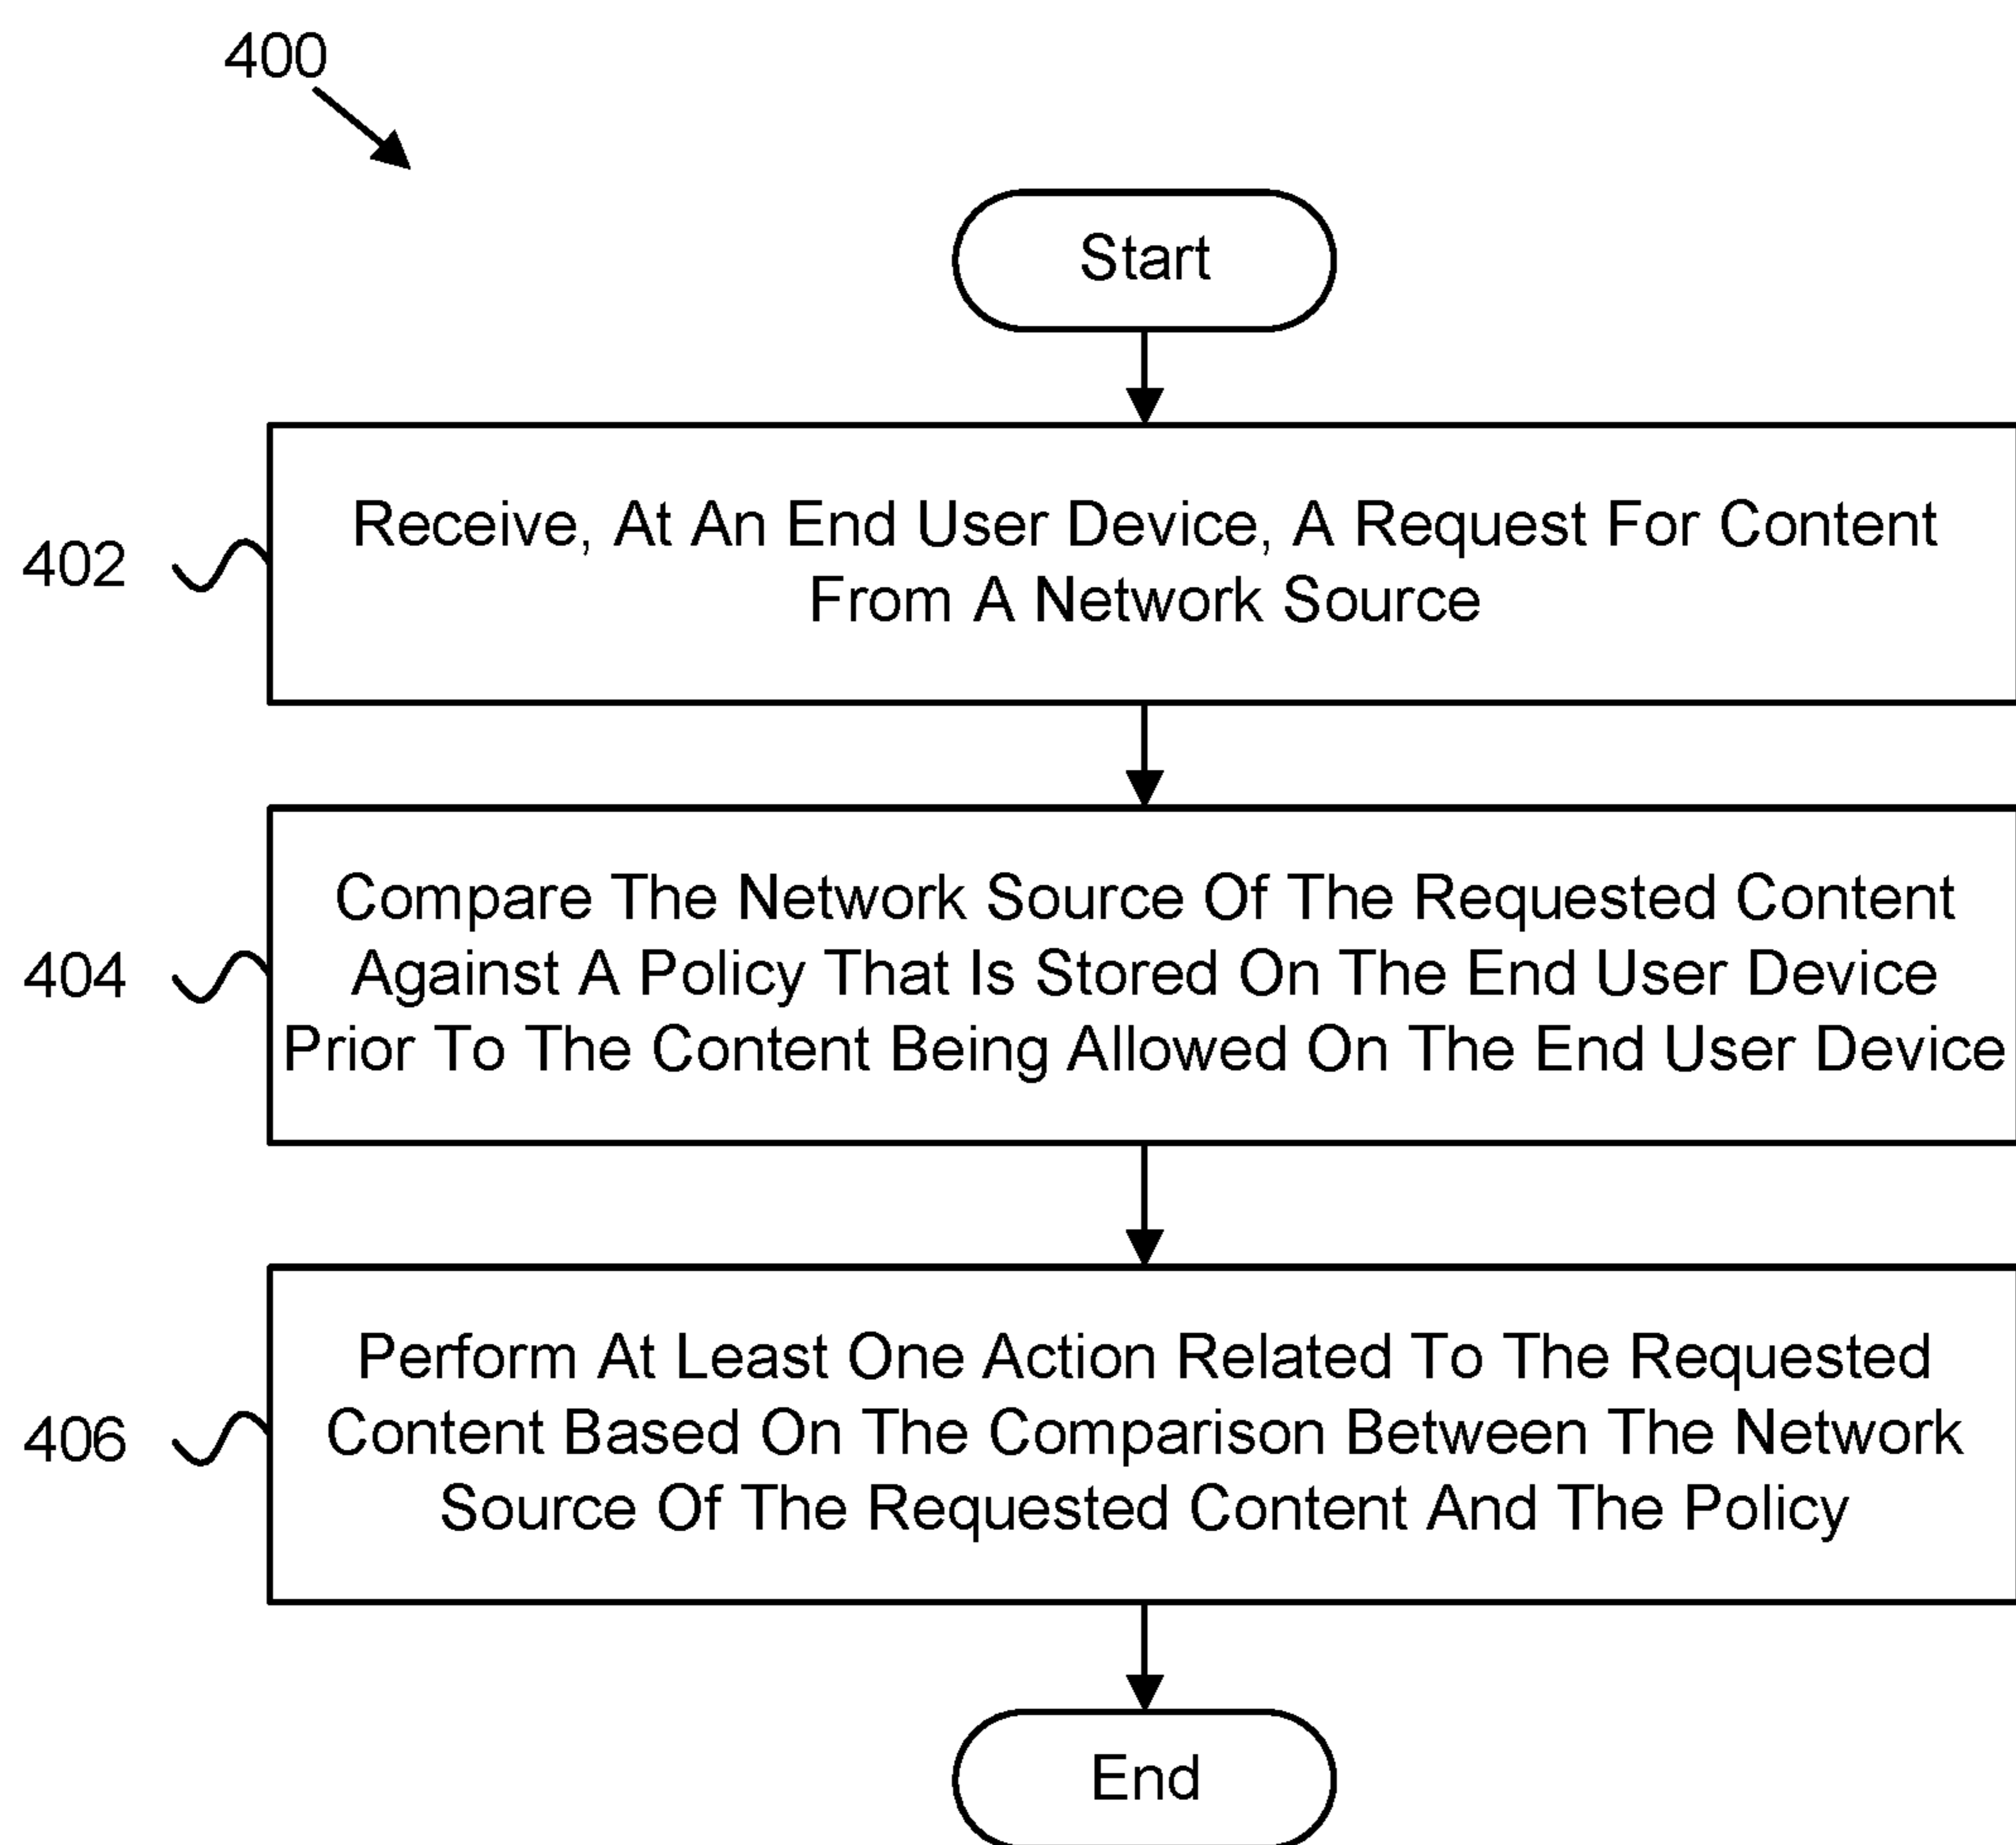 400
Start
402
Receive, At An End User Device, A Request For Content
From A Network Source
404
Compare The Network Source Of The Requested Content
Against A Policy That Is Stored On The End User Device
Prior To The Content Being Allowed On The End User Device
406
Perform At Least One Action Related To The Requested
Content Based On The Comparison Between The Network
Source Of The Requested Content And The Policy
End